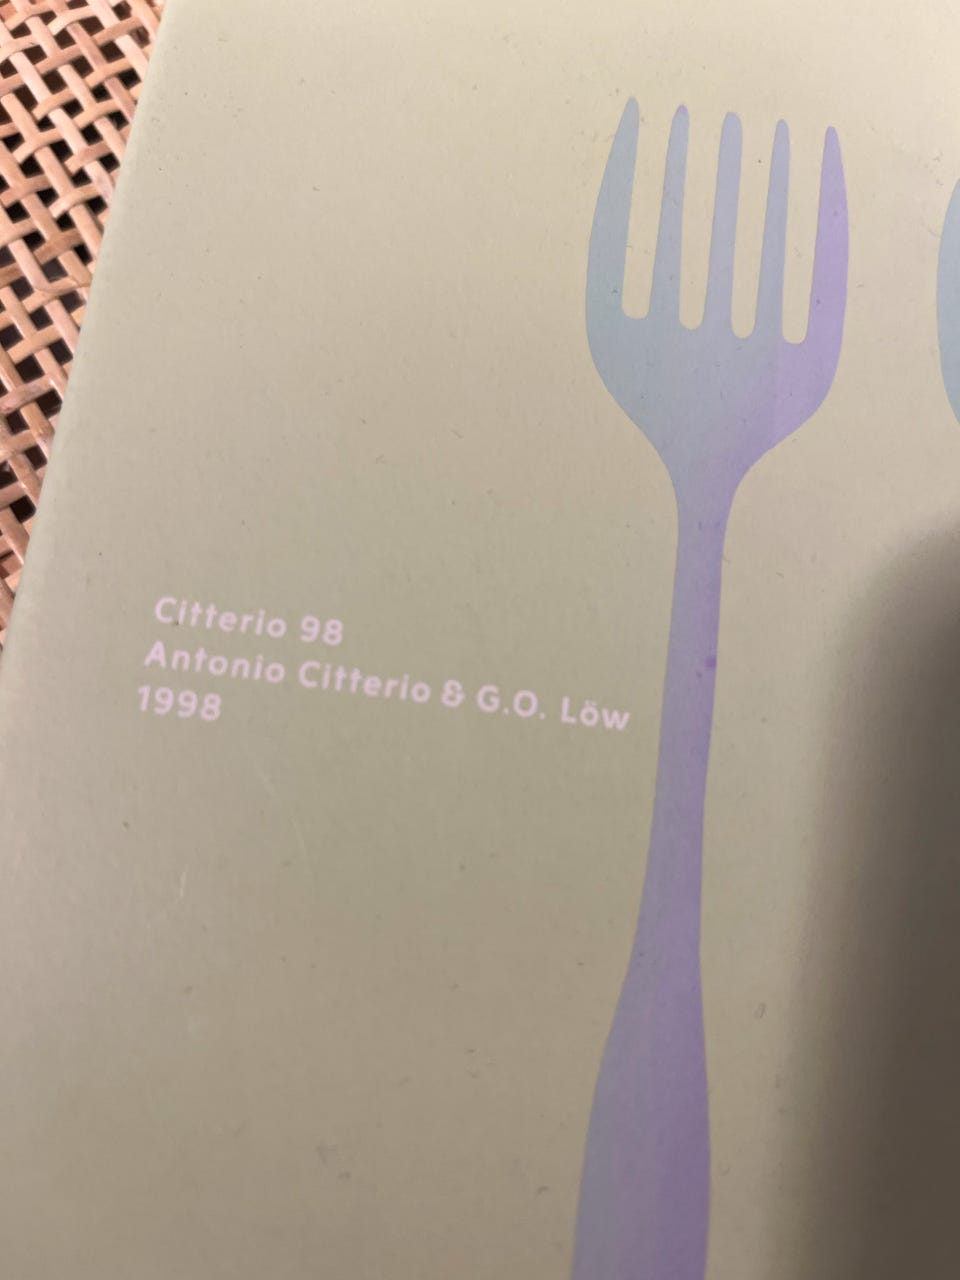 Citterio 98
Antonio Citterio & G.O. Löw
1998